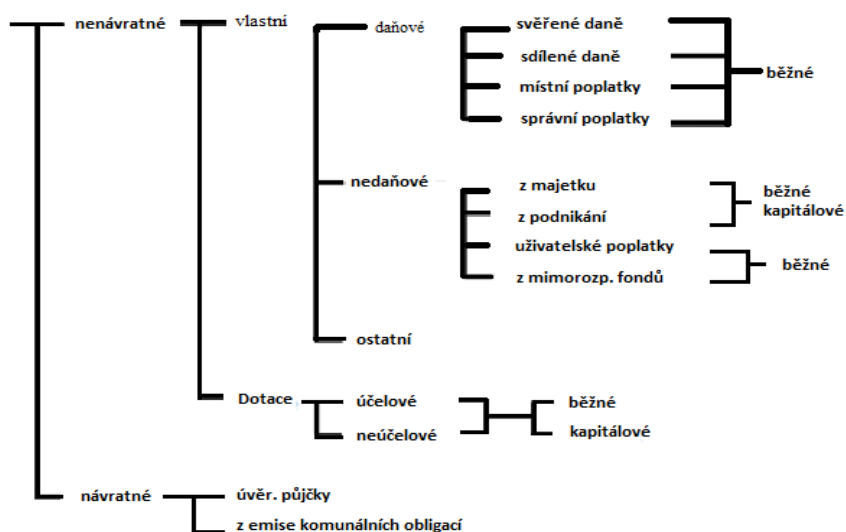 nenávratné
vlastní
daňové
svěřené daně
sdílené daně
místní poplatky
správní poplatky
běžné
nedaňové
z majetku
z podnikání
uživatelské poplatky
z mimorozp. fondů
běžné
kapitálové
běžné
ostatní
Dotace
účelové
neúčelové
běžné
kapitálové
návratné
úvěr. půjčky
z emise komunálních obligací